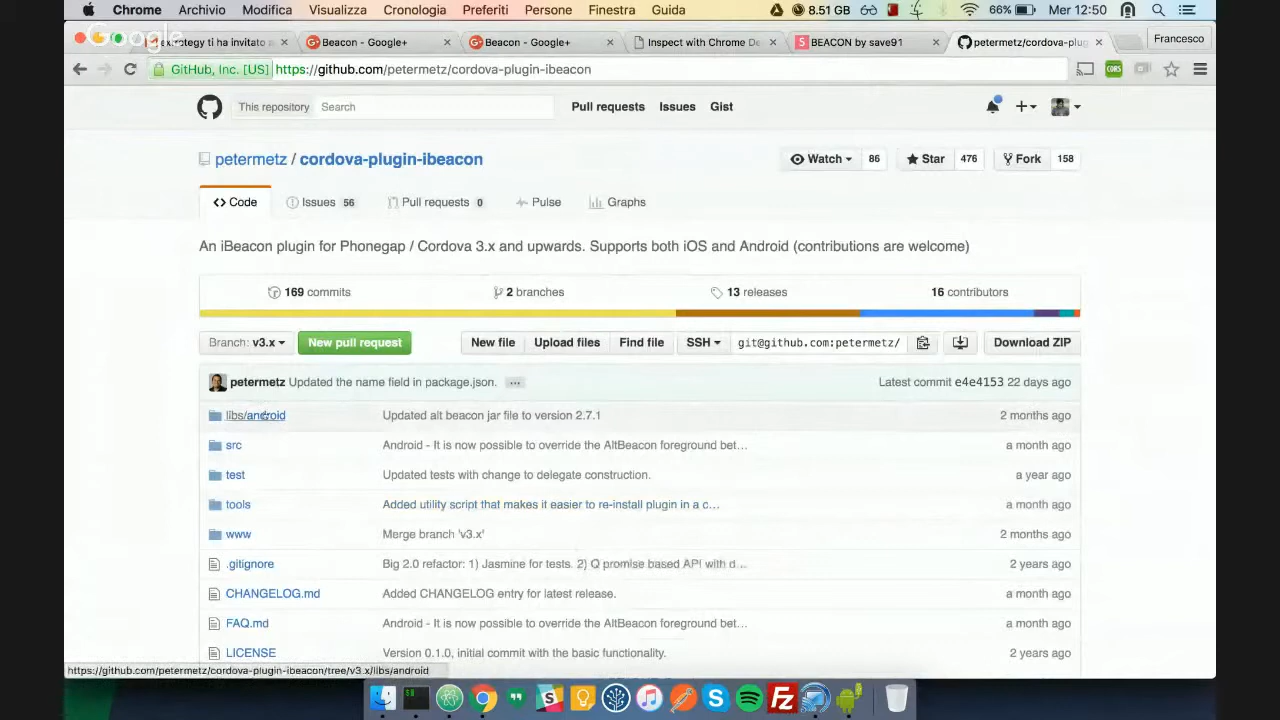 Chrome Archivio Modifica Visualizza Cronologia Preferiti Persone Finestra Guida 8.51 GB 66% Mer 12:50
Google
ti ha invitato Beacon - Google+ Beacon - Google+ Inspect with Chrome De BEACON by save91 petermetz/cordova-plug Francesco
GitHub, Inc. [US] https://github.com/petermetz/cordova-plugin-ibeacon CORS
This repository Search Pull requests Issues Gist
petermetz / cordova-plugin-ibeacon Watch 86 Star 476 Fork 158
Code Issues 56 Pull requests 0 Pulse Graphs
An iBeacon plugin for Phonegap / Cordova 3.x and upwards. Supports both iOS and Android (contributions are welcome)
169 commits 2 branches 13 releases 16 contributors
Branch: v3.x New pull request New file Upload files Find file SSH git@github.com:petermetz/ Download ZIP
petermetz Updated the name field in package.json. … Latest commit e4e4153 22 days ago
libs/android Updated alt beacon jar file to version 2.7.1 2 months ago
src Android - It is now possible to override the AltBeacon foreground bet… a month ago
test Updated tests with change to delegate construction. a year ago
tools Added utility script that makes it easier to re-install plugin in a c… a month ago
www Merge branch 'v3.x' 2 months ago
.gitignore Big 2.0 refactor: 1) Jasmine for tests. 2) Q promise based API with d… 2 years ago
CHANGELOG.md Added CHANGELOG entry for latest release. a month ago
FAQ.md Android - It is now possible to override the AltBeacon foreground bet… a month ago
LICENSE Version 0.1.0, initial commit with the basic functionality. 2 years ago
https://github.com/petermetz/cordova-plugin-ibeacon/tree/v3.x/libs/android